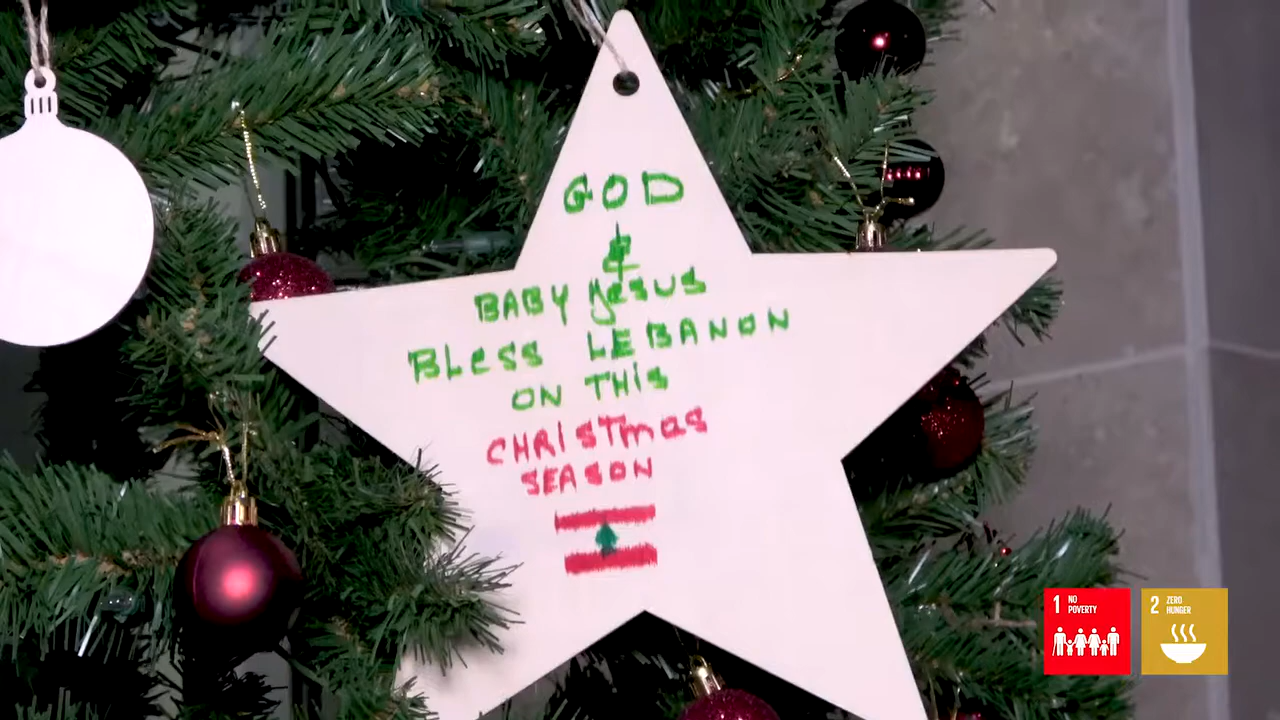 GOD
&
BABY Jesus
BLess LEBANON
ON THiS
CHRISTmas
SEASON
1 NO POVERTY
2 ZERO HUNGER